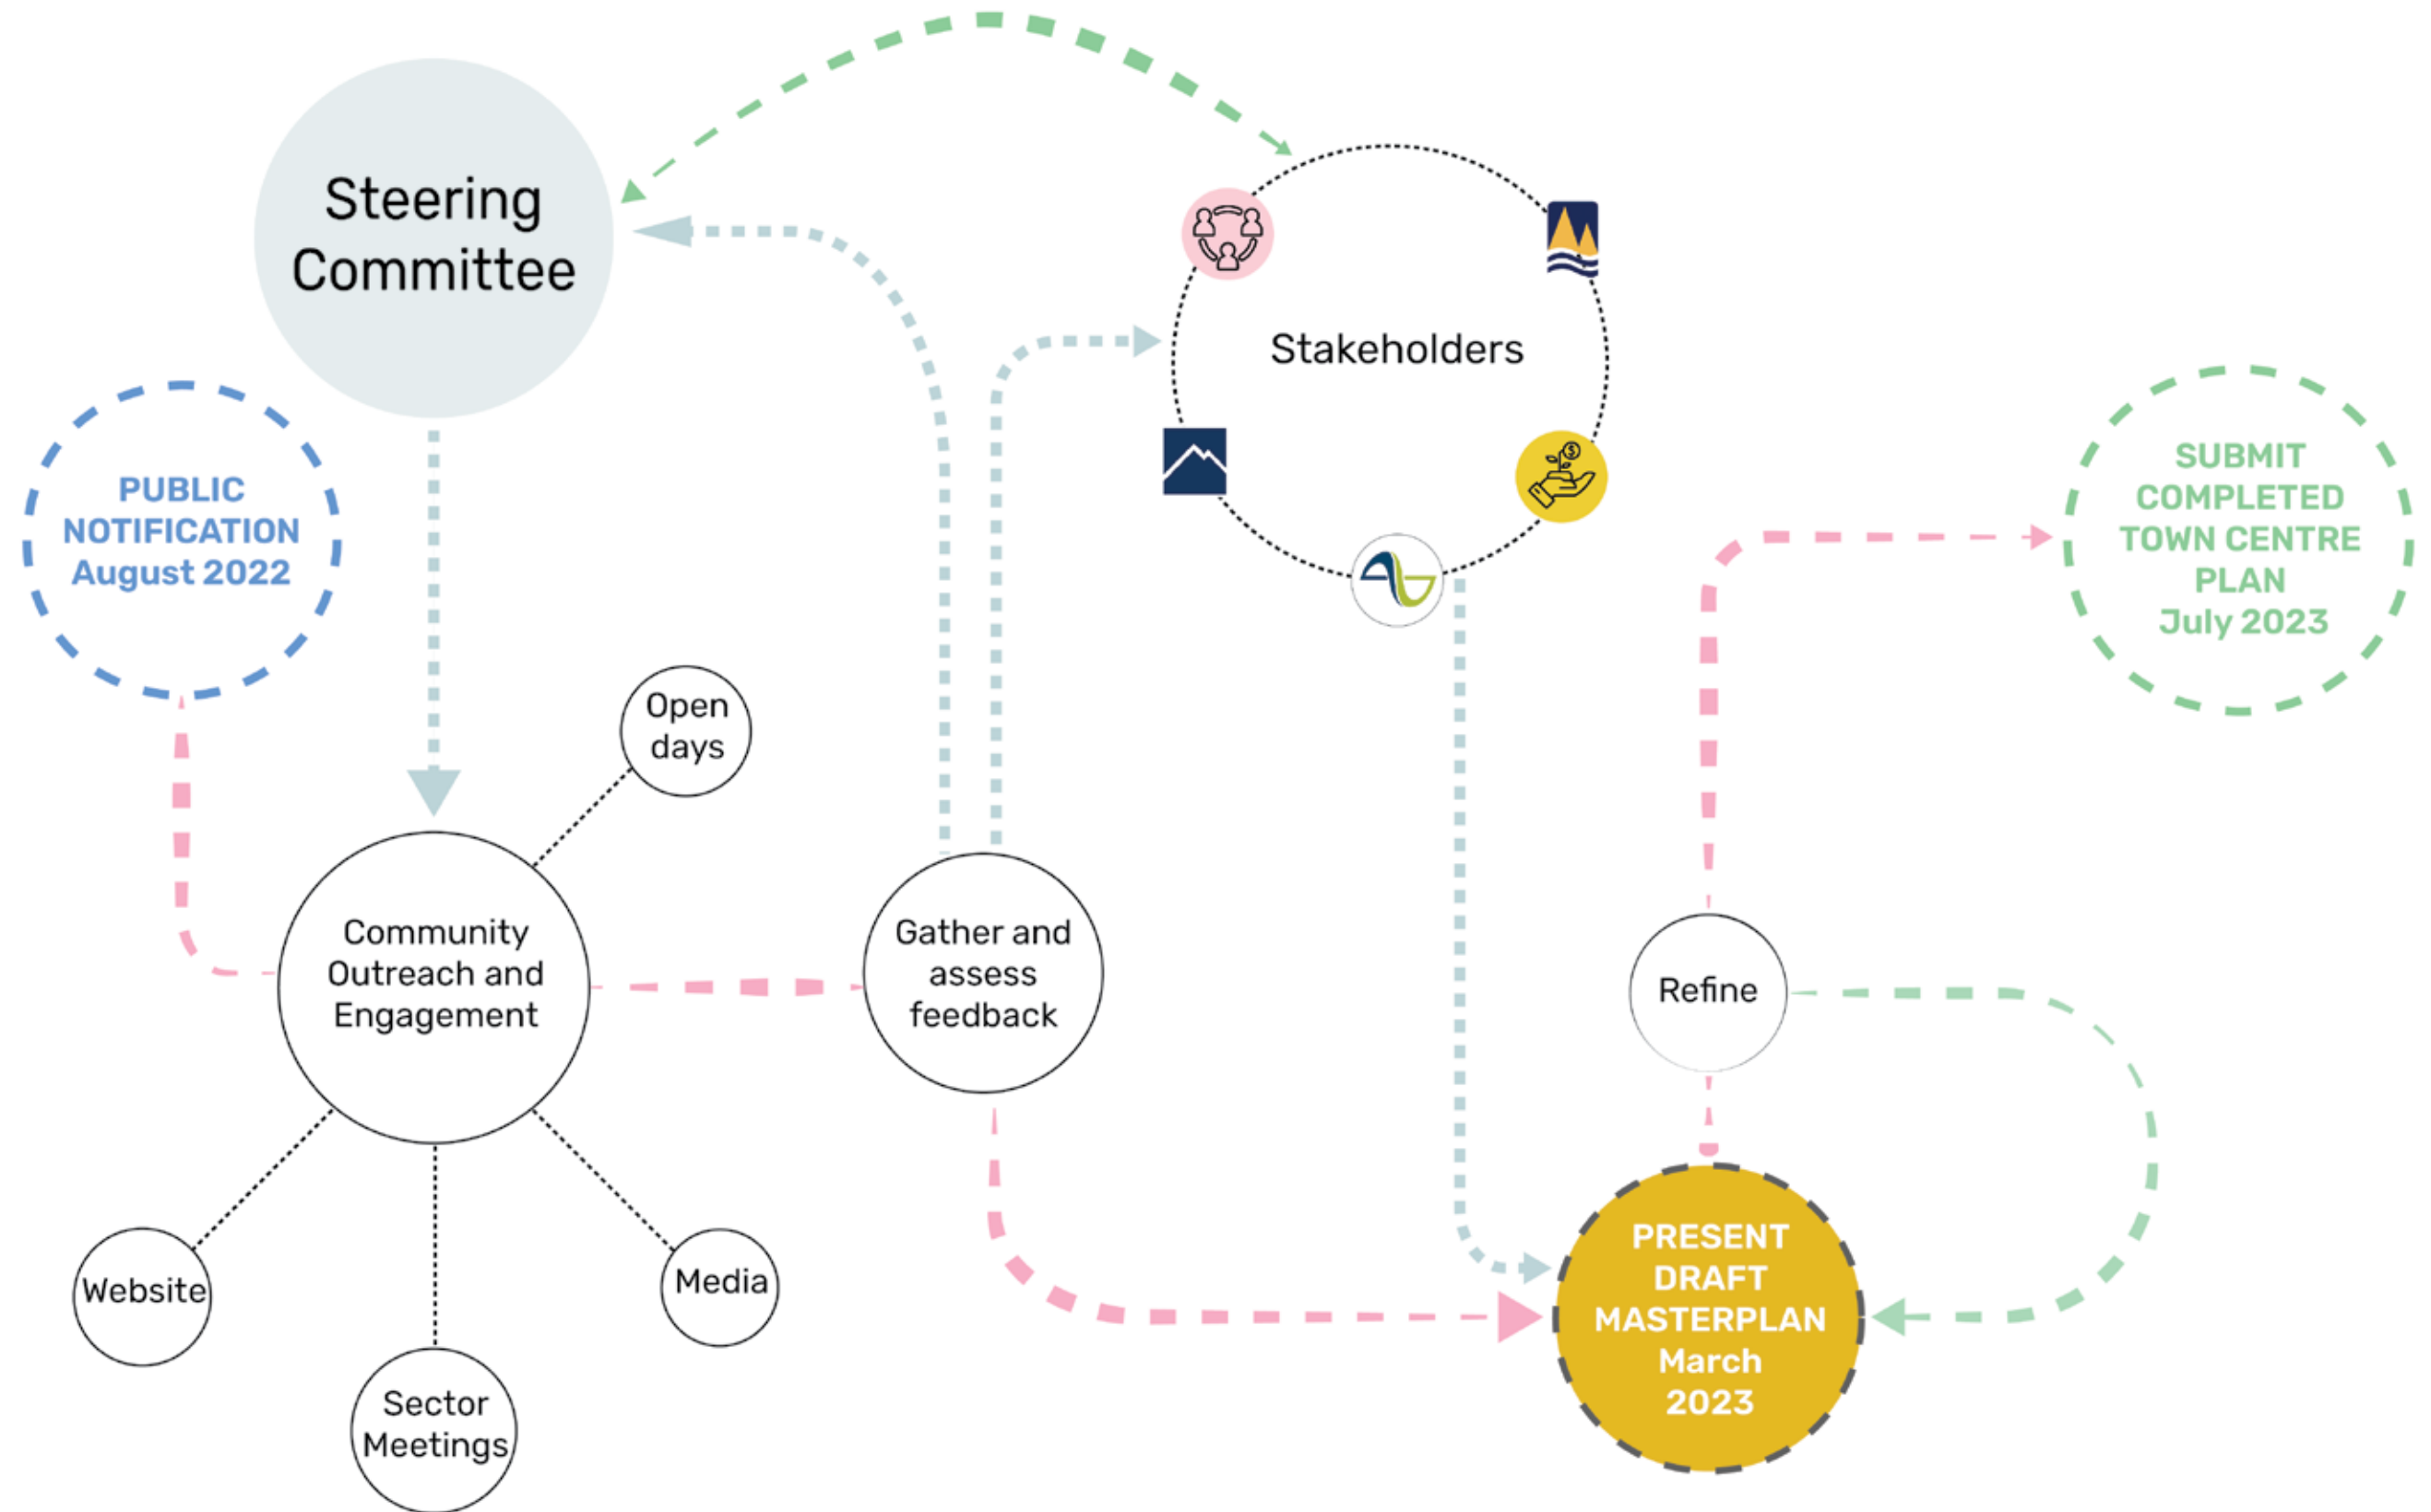 Steering
Committee
Stakeholders
PUBLIC
NOTIFICATION
August 2022
SUBMIT
COMPLETED
TOWN CENTRE
PLAN
July 2023
Open
days
Community
Outreach and
Engagement
Gather and
assess
feedback
Refine
Website
Media
Sector
Meetings
PRESENT
DRAFT
MASTERPLAN
March
2023